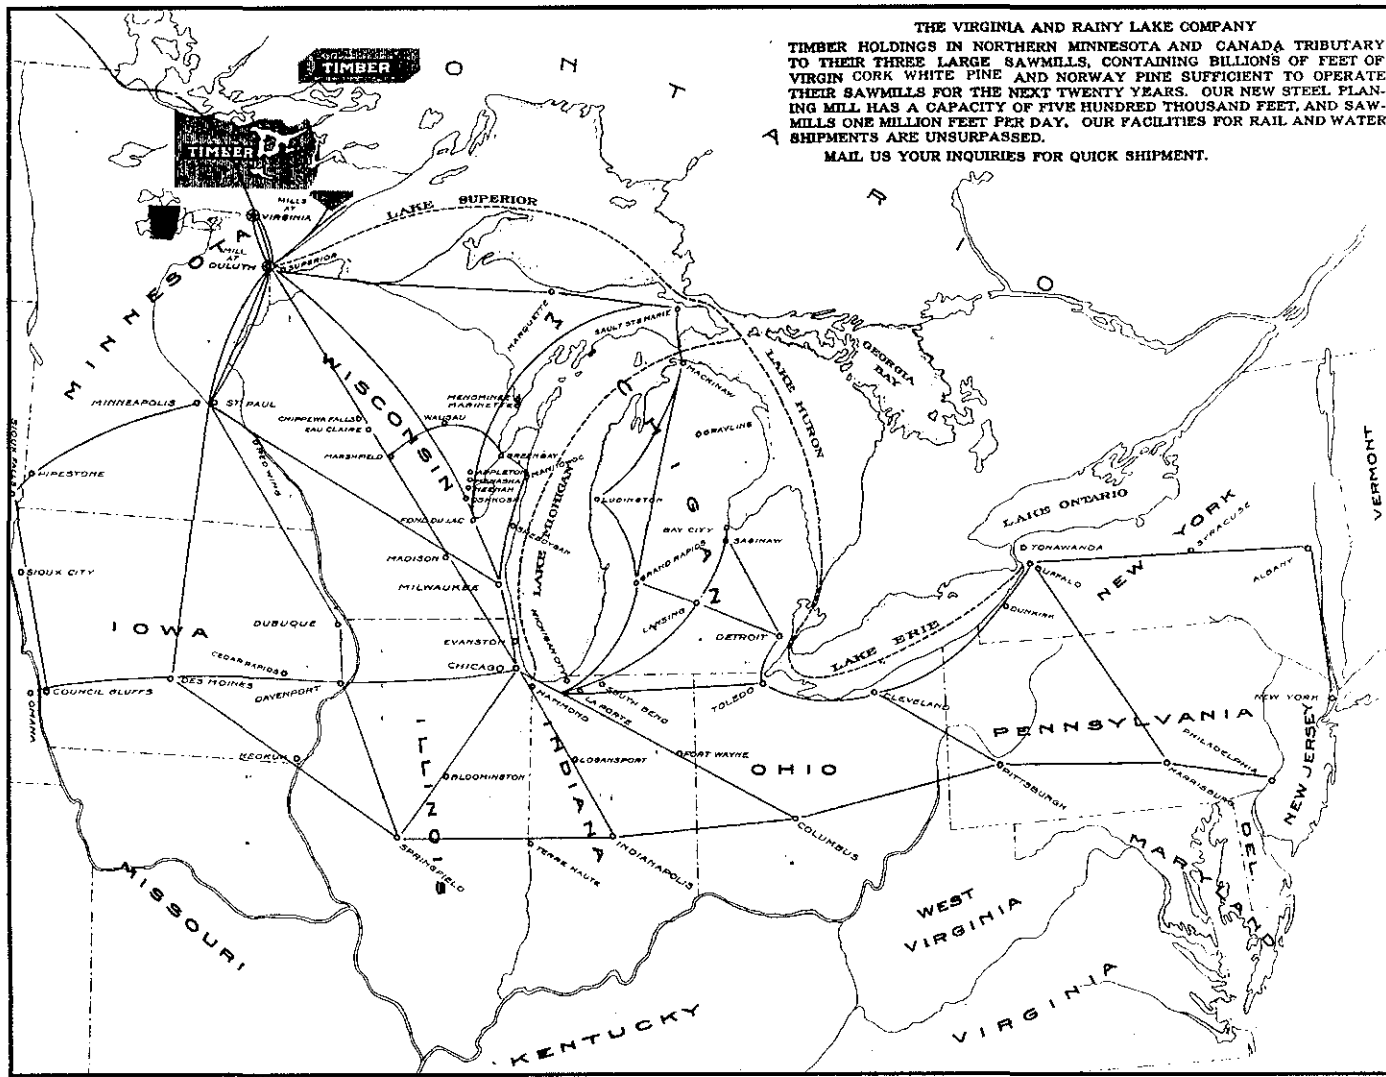 THE VIRGINIA AND RAINY LAKE COMPANY
TIMBER HOLDINGS IN NORTHERN MINNESOTA AND CANADA TRIBUTARY
TO THEIR THREE LARGE SAWMILLS, CONTAINING BILLIONS OF FEET OF
VIRGIN CORK WHITE PINE AND NORWAY PINE SUFFICIENT TO OPERATE
THEIR SAWMILLS FOR THE NEXT TWENTY YEARS. OUR NEW STEEL PLAN-
ING MILL HAS A CAPACITY OF FIVE HUNDRED THOUSAND FEET, AND SAW-
MILLS ONE MILLION FEET PER DAY. OUR FACILITIES FOR RAIL AND WATER
SHIPMENTS ARE UNSURPASSED.
MAIL US YOUR INQUIRIES FOR QUICK SHIPMENT.
ONTARIO
TIMBER
TIMBER
MILLS
AT
VIRGINIA
MILL
AT
DULUTH
SUPERIOR
LAKE SUPERIOR
MINNESOTA
MARQUETTE
SAULT STE MARIE
MACKINAW
GEORGIA
BAY
LAKE HURON
MICHIGAN
WISCONSIN
MINNEAPOLIS
ST. PAUL
RED WING
CHIPPEWA FALLS
EAU CLAIRE
WAUSAU
MENOMINEE
MARINETTE
MARSHFIELD
GREEN BAY
APPLETON
MENASHA
NEENAH
OSHKOSH
MANITOWOC
FOND DU LAC
SHEBOYGAN
MADISON
MILWAUKEE
LAKE MICHIGAN
GRAYLING
LUDINGTON
BAY CITY
SAGINAW
GRAND RAPIDS
LANSING
DETROIT
PIPESTONE
SIOUX FALLS
SIOUX CITY
IOWA
DUBUQUE
CEDAR RAPIDS
DES MOINES
DAVENPORT
COUNCIL BLUFFS
OMAHA
KEOKUK
EVANSTON
CHICAGO
HAMMOND
MICHIGAN CITY
LA PORTE
SOUTH BEND
TOLEDO
CLEVELAND
LAKE ERIE
LAKE ONTARIO
TONAWANDA
BUFFALO
DUNKIRK
NEW YORK
SYRACUSE
ALBANY
VERMONT
NEW YORK
PENNSYLVANIA
PHILADELPHIA
HARRISBURG
PITTSBURGH
NEW JERSEY
ILLINOIS
BLOOMINGTON
SPRINGFIELD
INDIANA
LOGANSPORT
FORT WAYNE
TERRE HAUTE
INDIANAPOLIS
OHIO
COLUMBUS
MARYLAND
DEL.
WEST
VIRGINIA
VIRGINIA
KENTUCKY
MISSOURI